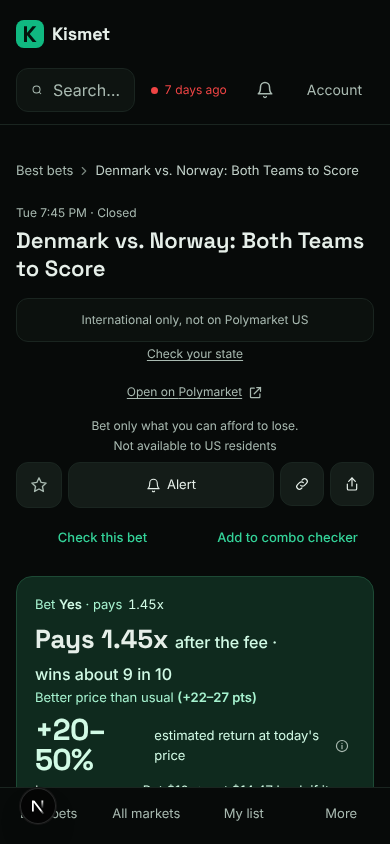 Kismet
Search...
7 days ago
Account
Best bets > Denmark vs. Norway: Both Teams to Score
Tue 7:45 PM · Closed
Denmark vs. Norway: Both Teams
to Score
International only, not on Polymarket US
Check your state
Open on Polymarket
Bet only what you can afford to lose.
Not available to US residents
Alert
Check this bet
Add to combo checker
Bet Yes · pays 1.45x
Pays 1.45x after the fee ·
wins about 9 in 10
Better price than usual (+22–27 pts)
+20–
50%
estimated return at today's
price
bets
All markets
My list
More